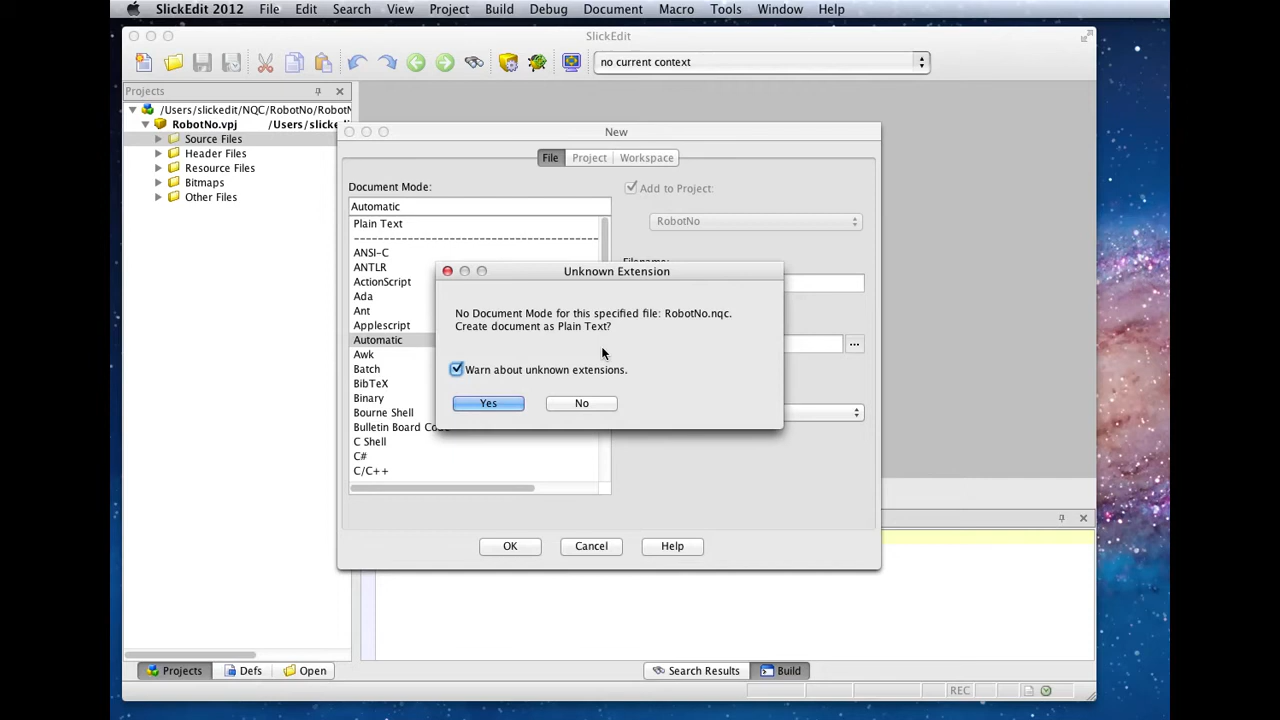 SlickEdit 2012 File Edit Search View Project Build Debug Document Macro Tools Window Help
SlickEdit
no current context
Projects
/Users/slickedit/NQC/RobotNo/RobotN
RobotNo.vpj /Users/slicke
Source Files
Header Files
Resource Files
Bitmaps
Other Files
New
File Project Workspace
Document Mode:
Automatic
Plain Text
ANSI-C
ANTLR
ActionScript
Ada
Ant
Applescript
Automatic
Awk
Batch
BibTeX
Binary
Bourne Shell
Bulletin Board Code
C Shell
C#
C/C++
Add to Project:
RobotNo
Filename:
...
Unknown Extension
No Document Mode for this specified file: RobotNo.nqc.
Create document as Plain Text?
Warn about unknown extensions.
Yes No
OK Cancel Help
Projects Defs Open
Search Results Build
REC